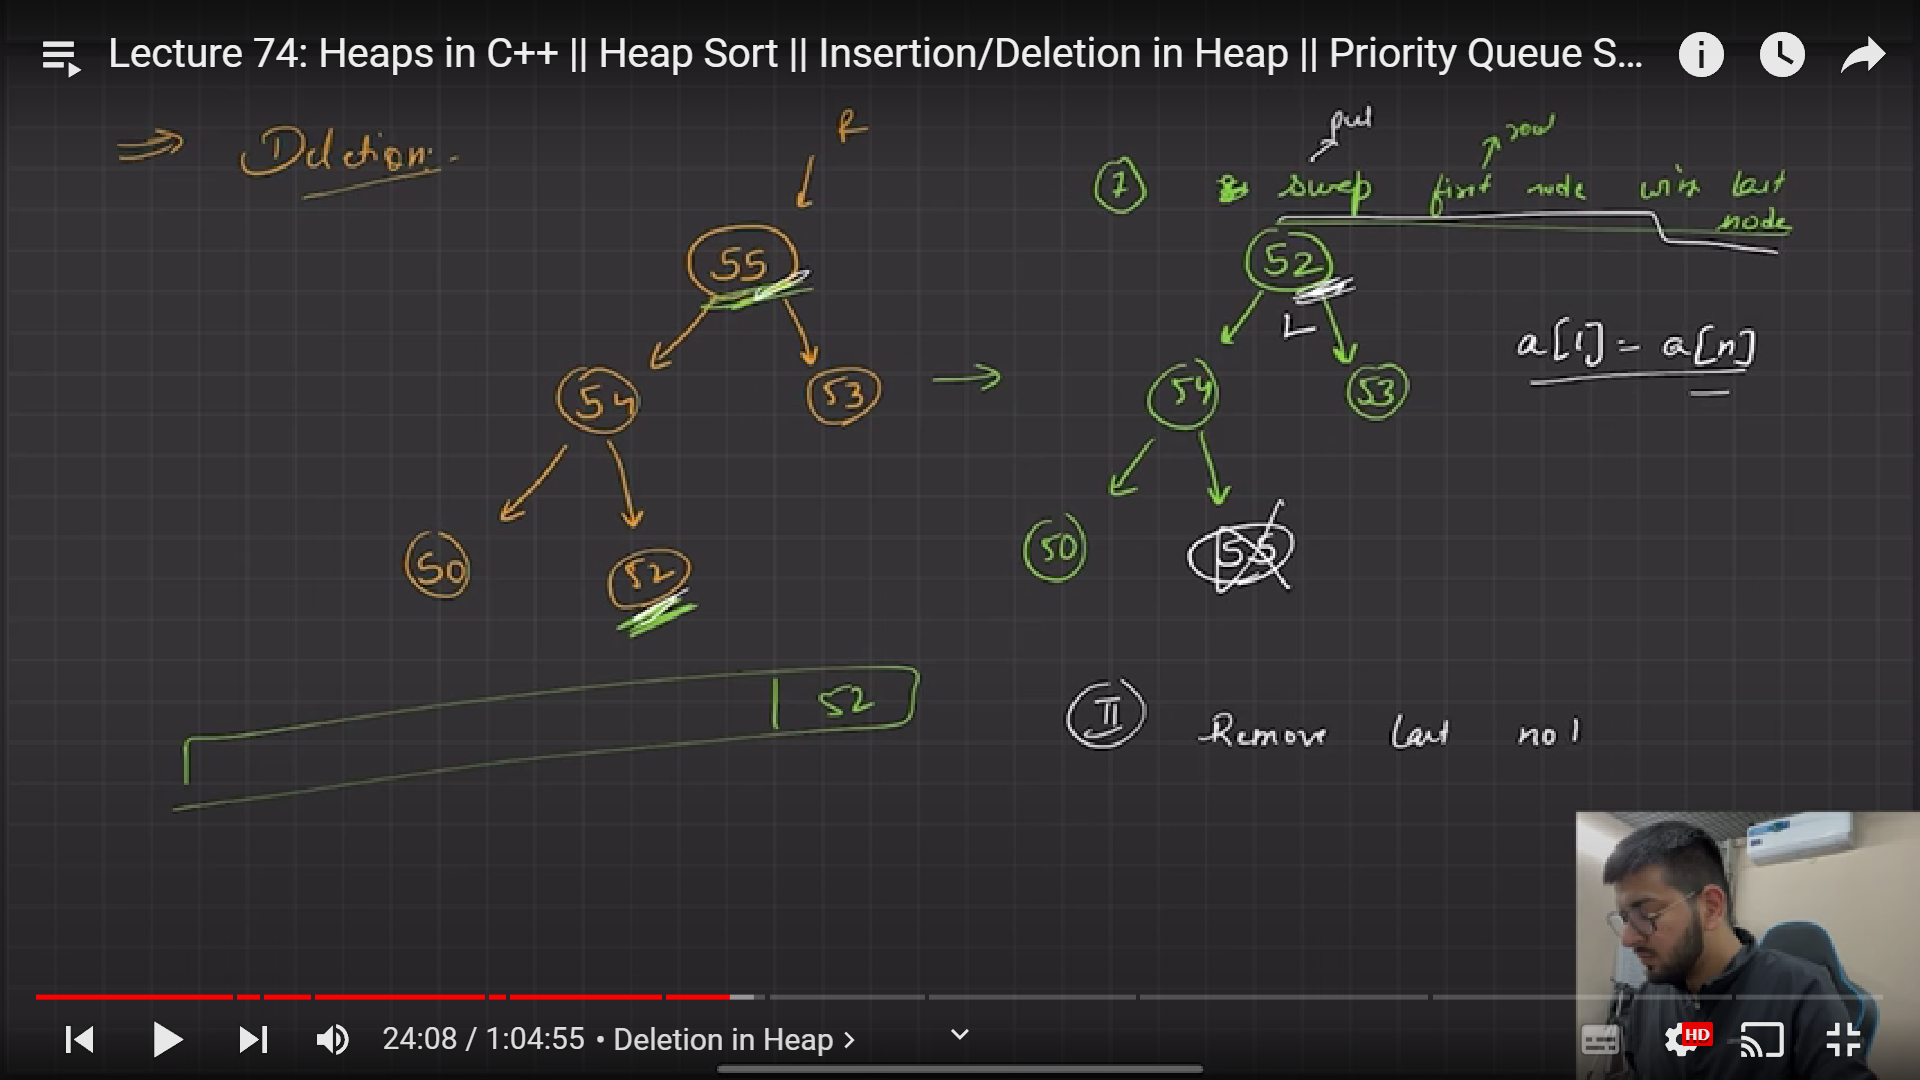 Lecture 74: Heaps in C++ || Heap Sort || Insertion/Deletion in Heap || Priority Queue S...
⇒ Deletion:-
R
① swap first node with last
node
put
root
55
54
53
50
52
→
52
L
54
53
50
55
a[1] = a[n]
52
II Remove last
24:08 / 1:04:55 • Deletion in Heap >
HD